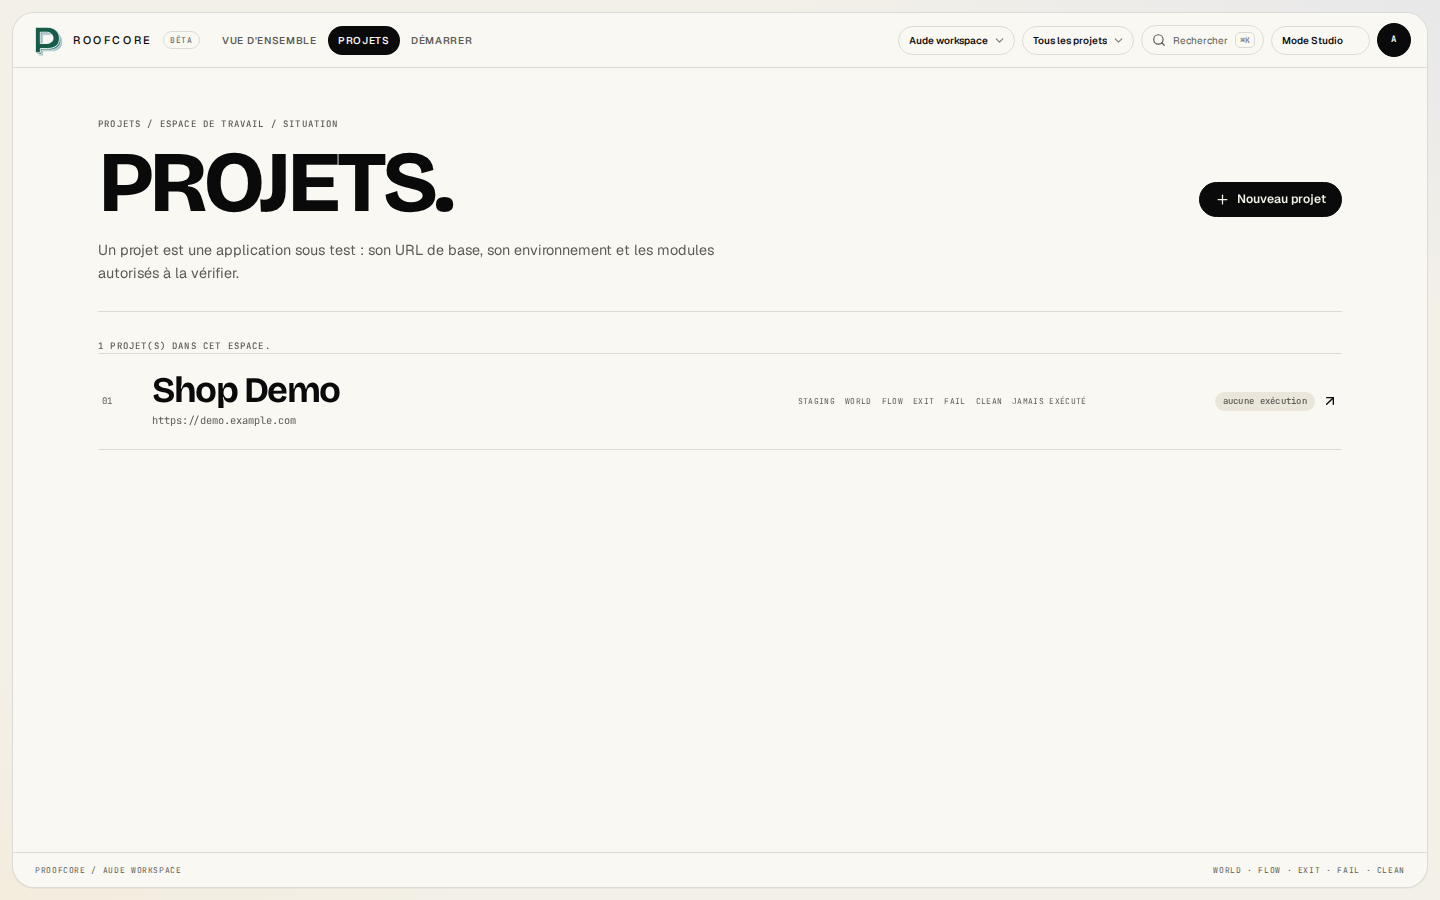 ROOFCORE
BÊTA
VUE D'ENSEMBLE
PROJETS
DÉMARRER
Aude workspace
Tous les projets
Rechercher
⌘K
Mode Studio
A
PROJETS / ESPACE DE TRAVAIL / SITUATION
PROJETS.
Nouveau projet
Un projet est une application sous test : son URL de base, son environnement et les modules
autorisés à la vérifier.
1 PROJET(S) DANS CET ESPACE.
01
Shop Demo
https://demo.example.com
STAGING WORLD FLOW EXIT FAIL CLEAN JAMAIS EXÉCUTÉ
aucune exécution
PROOFCORE / AUDE WORKSPACE
WORLD · FLOW · EXIT · FAIL · CLEAN